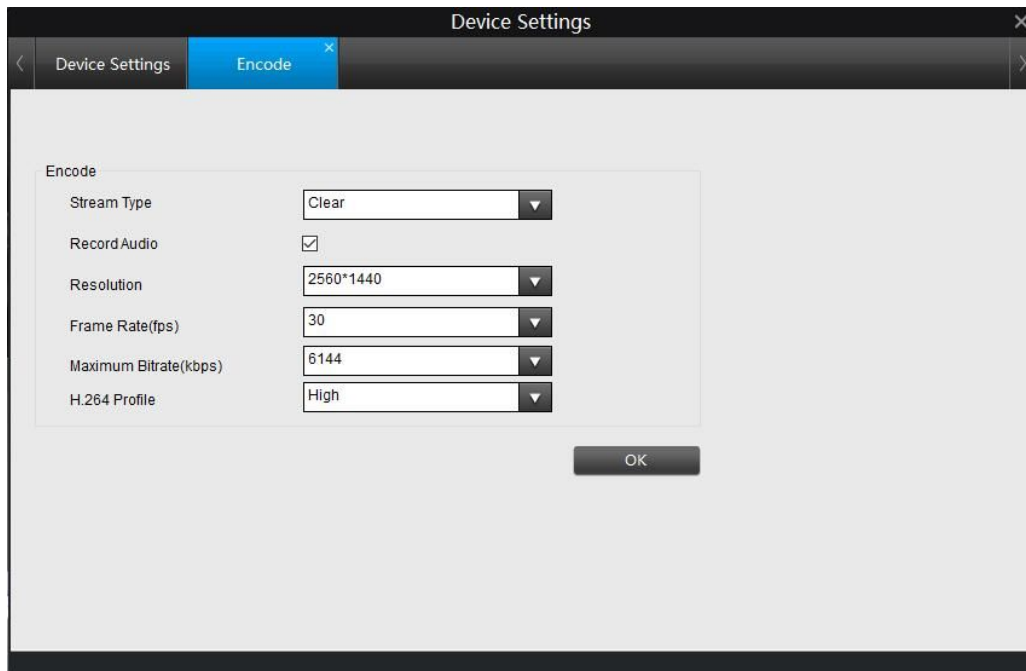 Device Settings
Device Settings
Encode
Encode
Stream Type
Clear
Record Audio
Resolution
2560*1440
Frame Rate(fps)
30
Maximum Bitrate(kbps)
6144
H.264 Profile
High
OK